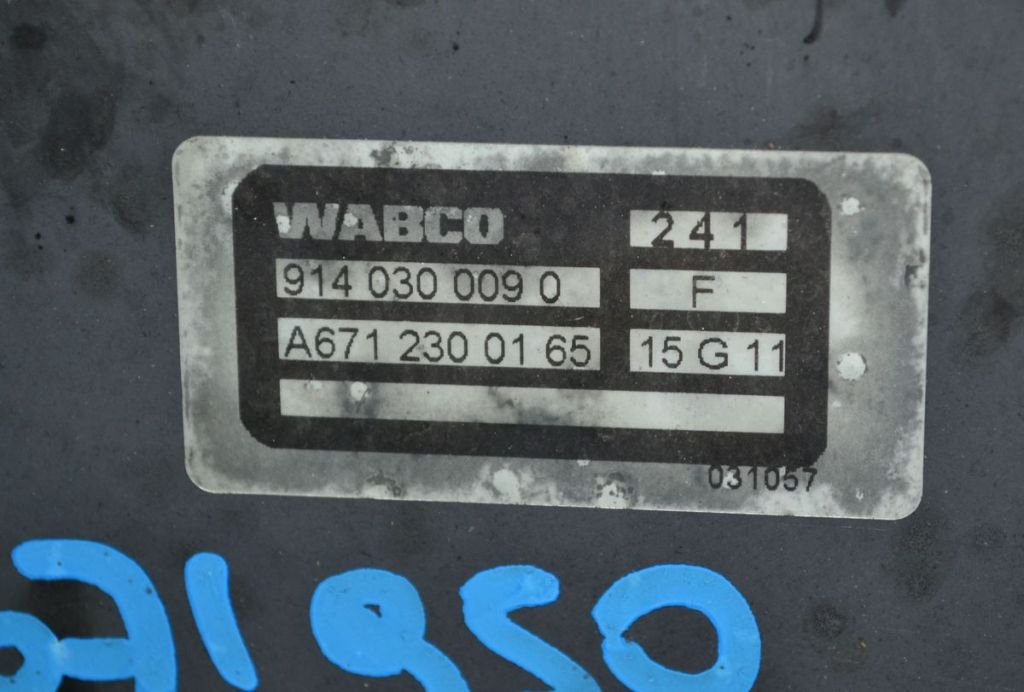 WABCO
241
914 030 009 0
F
A671 230 01 65
15 G 11
031057